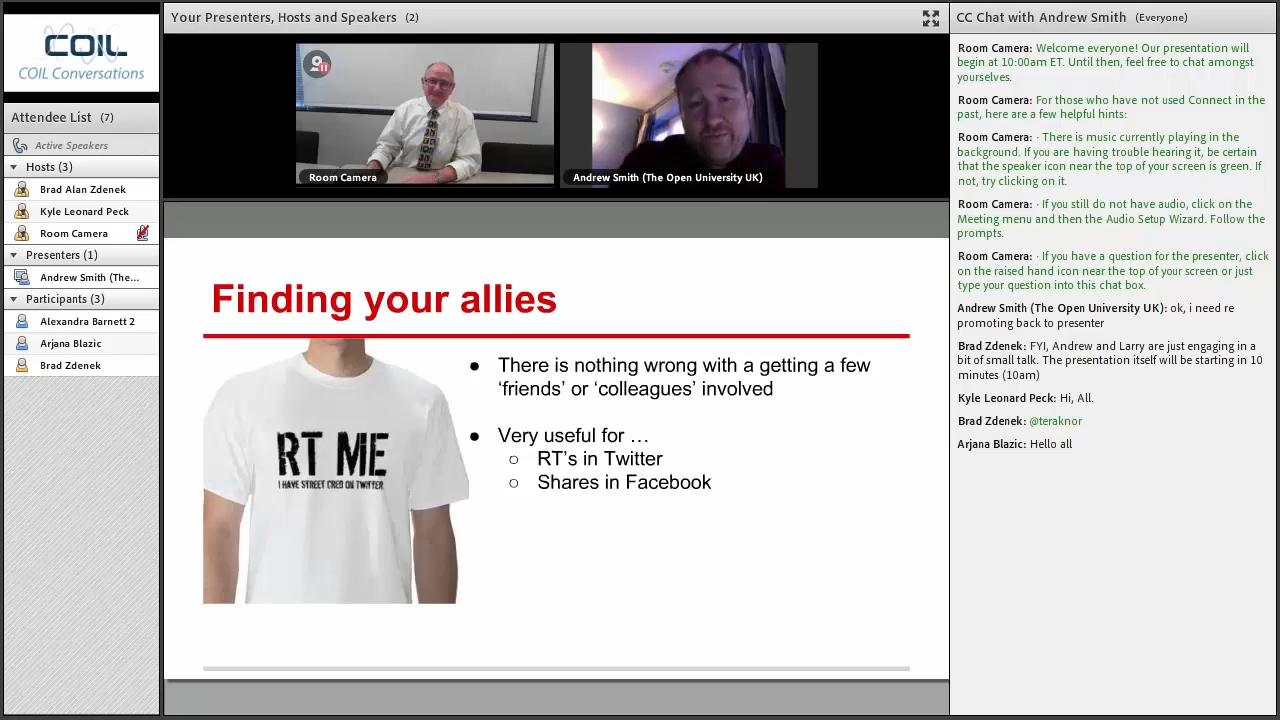 COIL
COIL Conversations
Attendee List (7)
Active Speakers
Hosts (3)
Brad Alan Zdenek
Kyle Leonard Peck
Room Camera
Presenters (1)
Andrew Smith (The...
Participants (3)
Alexandra Barnett 2
Arjana Blazic
Brad Zdenek
Your Presenters, Hosts and Speakers (2)
Room Camera
Andrew Smith (The Open University UK)
Finding your allies
RT ME
I HAVE STREET CRED ON TWITTER
● There is nothing wrong with a getting a few
‘friends’ or ‘colleagues’ involved
● Very useful for …
○ RT’s in Twitter
○ Shares in Facebook
CC Chat with Andrew Smith (Everyone)
Room Camera: Welcome everyone! Our presentation will
begin at 10:00am ET. Until then, feel free to chat amongst
yourselves.
Room Camera: For those who have not used Connect in the
past, here are a few helpful hints:
Room Camera: · There is music currently playing in the
background. If you are having trouble hearing it, be certain
that the speaker icon near the top of your screen is green. If
not, try clicking on it.
Room Camera: · If you still do not have audio, click on the
Meeting menu and then the Audio Setup Wizard. Follow the
prompts.
Room Camera: · If you have a question for the presenter, click
on the raised hand icon near the top of your screen or just
type your question into this chat box.
Andrew Smith (The Open University UK): ok, i need re
promoting back to presenter
Brad Zdenek: FYI, Andrew and Larry are just engaging in a
bit of small talk. The presentation itself will be starting in 10
minutes (10am)
Kyle Leonard Peck: Hi, All.
Brad Zdenek: @teraknor
Arjana Blazic: Hello all